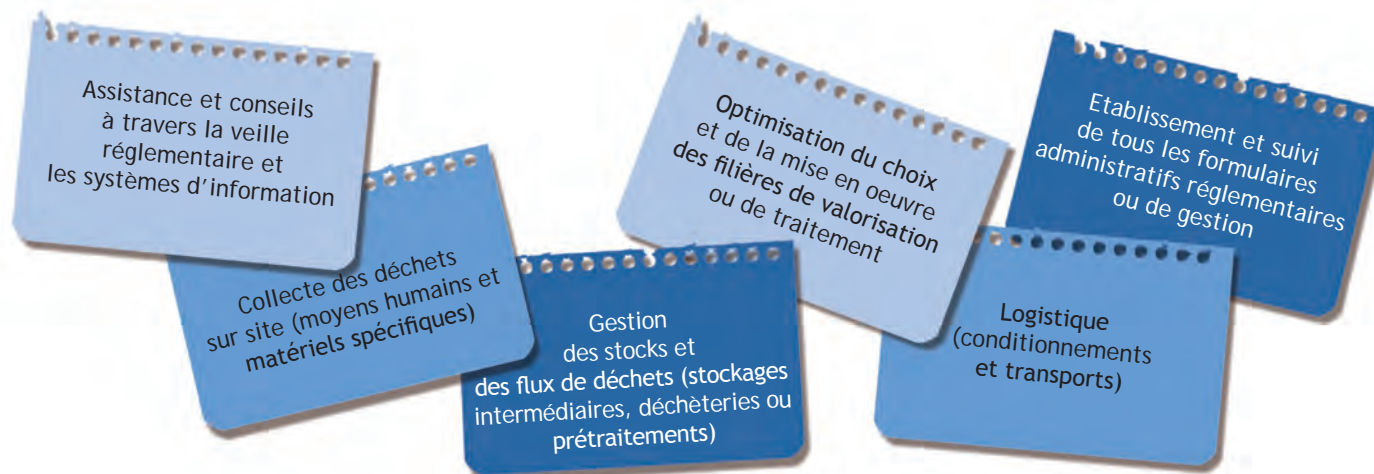 Assistance et conseils
à travers la veille
réglementaire et
les systèmes d'information
Collecte des déchets
sur site (moyens humains et
matériels spécifiques)
Gestion
des stocks et
des flux de déchets (stockages
intermédiaires, déchèteries ou
prétraitements)
Optimisation du choix
et de la mise en oeuvre
des filières de valorisation
ou de traitement
Logistique
(conditionnements
et transports)
Etablissement et suivi
de tous les formulaires
administratifs réglementaires
ou de gestion